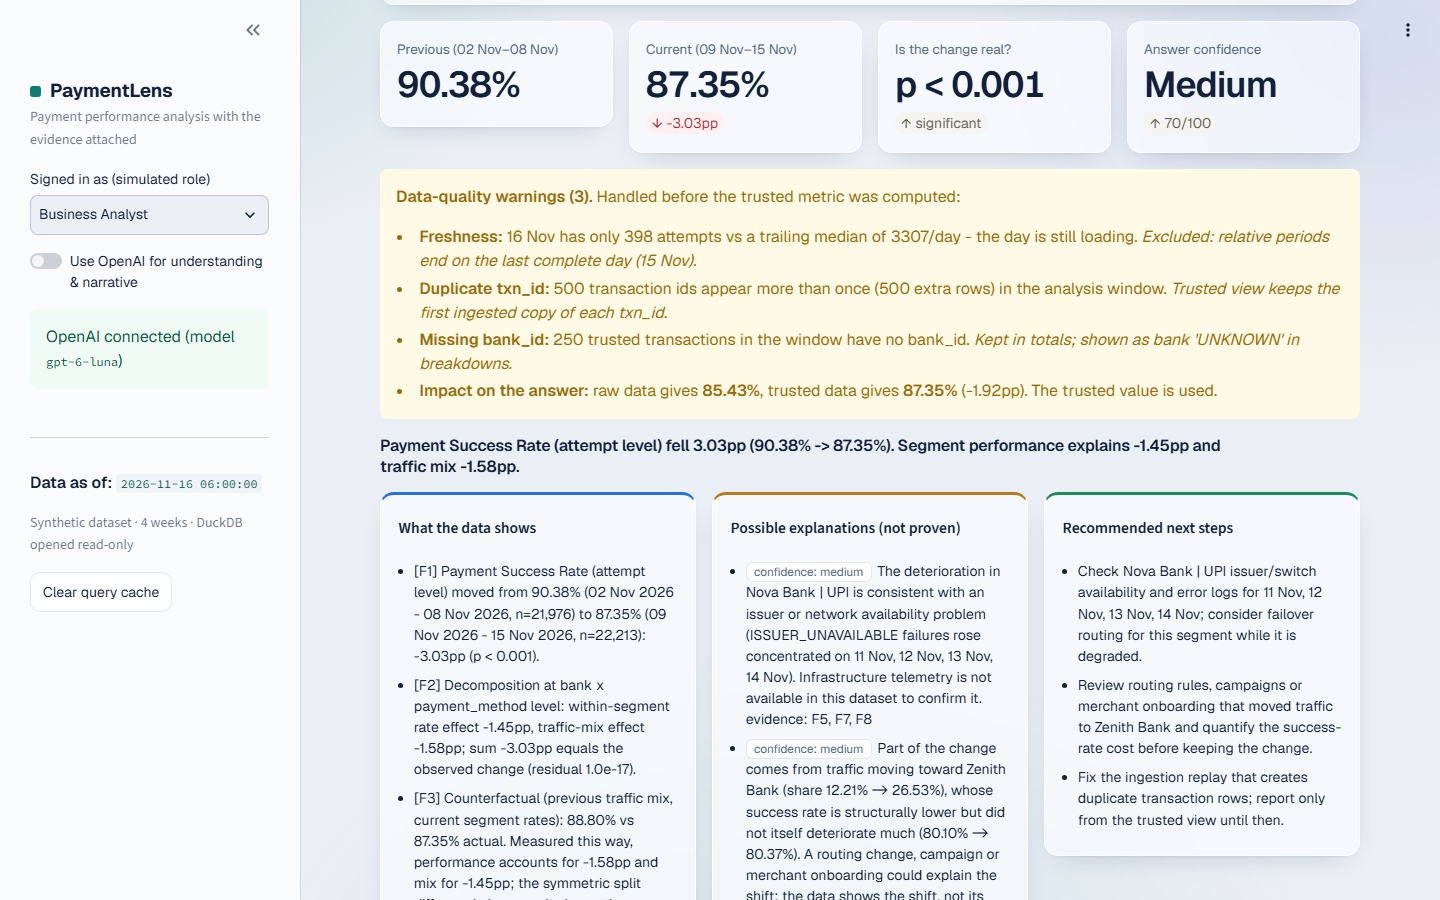 PaymentLens
Payment performance analysis with the
evidence attached
Signed in as (simulated role)
Business Analyst
Use OpenAI for understanding
& narrative
OpenAI connected (model
gpt-6-luna)
Data as of: 2026-11-16 06:00:00
Synthetic dataset · 4 weeks · DuckDB
opened read-only
Clear query cache
Previous (02 Nov–08 Nov)
90.38%
Current (09 Nov–15 Nov)
87.35%
↓ -3.03pp
Is the change real?
p < 0.001
↑ significant
Answer confidence
Medium
↑ 70/100
Data-quality warnings (3). Handled before the trusted metric was computed:
• Freshness: 16 Nov has only 398 attempts vs a trailing median of 3307/day - the day is still loading. Excluded: relative periods
end on the last complete day (15 Nov).
• Duplicate txn_id: 500 transaction ids appear more than once (500 extra rows) in the analysis window. Trusted view keeps the
first ingested copy of each txn_id.
• Missing bank_id: 250 trusted transactions in the window have no bank_id. Kept in totals; shown as bank 'UNKNOWN' in
breakdowns.
• Impact on the answer: raw data gives 85.43%, trusted data gives 87.35% (-1.92pp). The trusted value is used.
Payment Success Rate (attempt level) fell 3.03pp (90.38% -> 87.35%). Segment performance explains -1.45pp and
traffic mix -1.58pp.
What the data shows
• [F1] Payment Success Rate (attempt
level) moved from 90.38% (02 Nov 2026
- 08 Nov 2026, n=21,976) to 87.35% (09
Nov 2026 - 15 Nov 2026, n=22,213):
-3.03pp (p < 0.001).
• [F2] Decomposition at bank x
payment_method level: within-segment
rate effect -1.45pp, traffic-mix effect
-1.58pp; sum -3.03pp equals the
observed change (residual 1.0e-17).
• [F3] Counterfactual (previous traffic mix,
current segment rates): 88.80% vs
87.35% actual. Measured this way,
performance accounts for -1.58pp and
mix for -1.45pp; the symmetric split
Possible explanations (not proven)
• confidence: medium The deterioration in
Nova Bank | UPI is consistent with an
issuer or network availability problem
(ISSUER_UNAVAILABLE failures rose
concentrated on 11 Nov, 12 Nov, 13 Nov,
14 Nov). Infrastructure telemetry is not
available in this dataset to confirm it.
evidence: F5, F7, F8
• confidence: medium Part of the change
comes from traffic moving toward Zenith
Bank (share 12.21% → 26.53%), whose
success rate is structurally lower but did
not itself deteriorate much (80.10% →
80.37%). A routing change, campaign or
merchant onboarding could explain the
shift; the data shows the shift, not its
Recommended next steps
• Check Nova Bank | UPI issuer/switch
availability and error logs for 11 Nov, 12
Nov, 13 Nov, 14 Nov; consider failover
routing for this segment while it is
degraded.
• Review routing rules, campaigns or
merchant onboarding that moved traffic
to Zenith Bank and quantify the success-
rate cost before keeping the change.
• Fix the ingestion replay that creates
duplicate transaction rows; report only
from the trusted view until then.